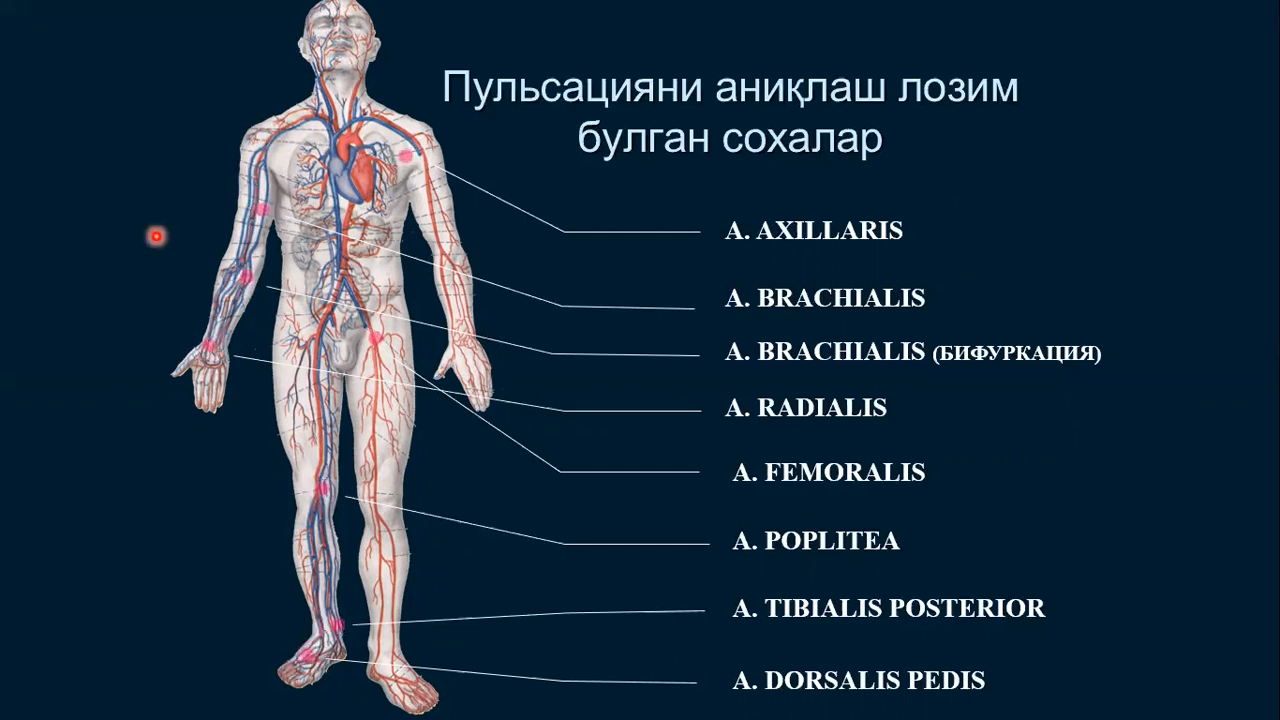 Пульсацияни аниқлаш лозим
булган сохалар
A. AXILLARIS
A. BRACHIALIS
A. BRACHIALIS (БИФУРКАЦИЯ)
A. RADIALIS
A. FEMORALIS
A. POPLITEA
A. TIBIALIS POSTERIOR
A. DORSALIS PEDIS